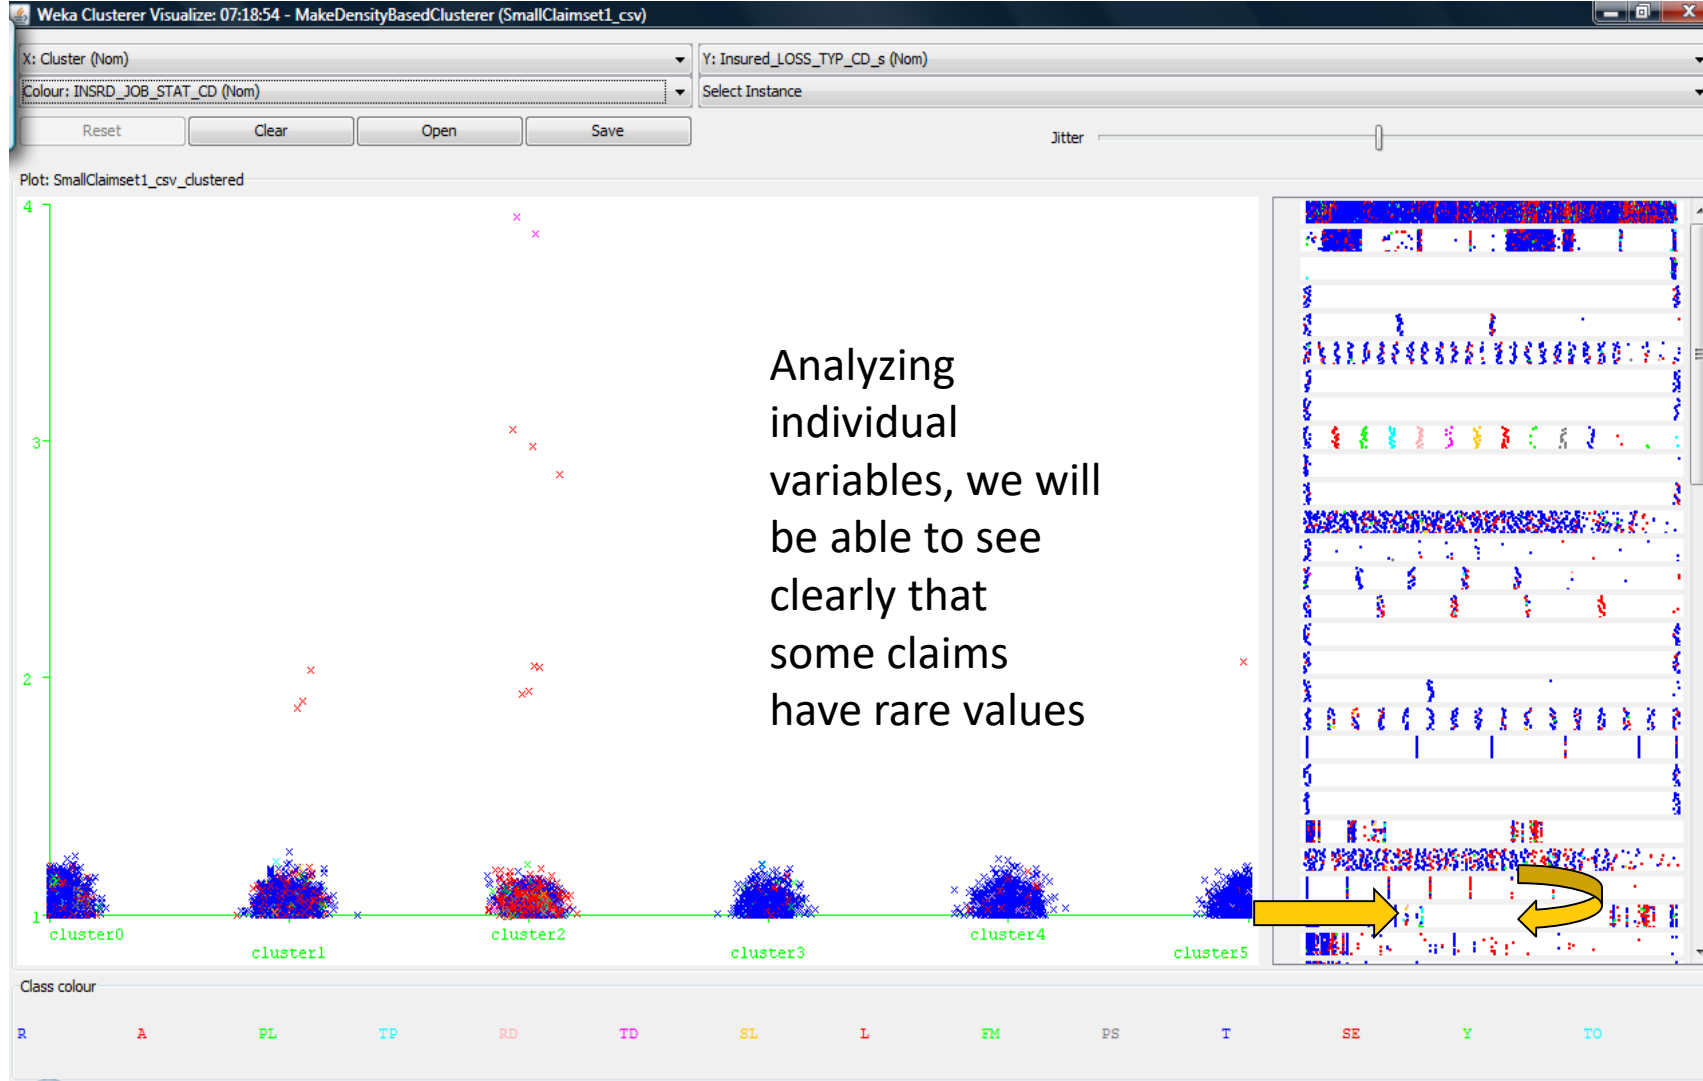 Weka Clusterer Visualize: 07:18:54 - MakeDensityBasedClusterer (SmallClaimset1_csv)
X: Cluster (Nom)
Y: Insured_LOSS_TYP_CD_s (Nom)
Colour: INSRD_JOB_STAT_CD (Nom)
Select Instance
Reset
Clear
Open
Save
Jitter
Plot: SmallClaimset1_csv_clustered
4
3
2
1
Analyzing
individual
variables, we will
be able to see
clearly that
some claims
have rare values
cluster0
cluster1
cluster2
cluster3
cluster4
cluster5
Class colour
R A PL TP RD TD SL L FM PS T SE Y TO